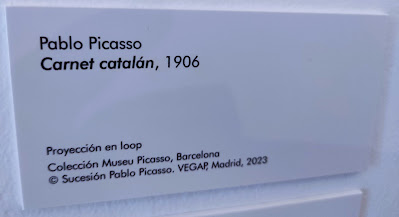 Pablo Picasso
Carnet catalán, 1906
Proyección en loop
Colección Museu Picasso, Barcelona
© Sucesión Pablo Picasso. VEGAP, Madrid, 2023